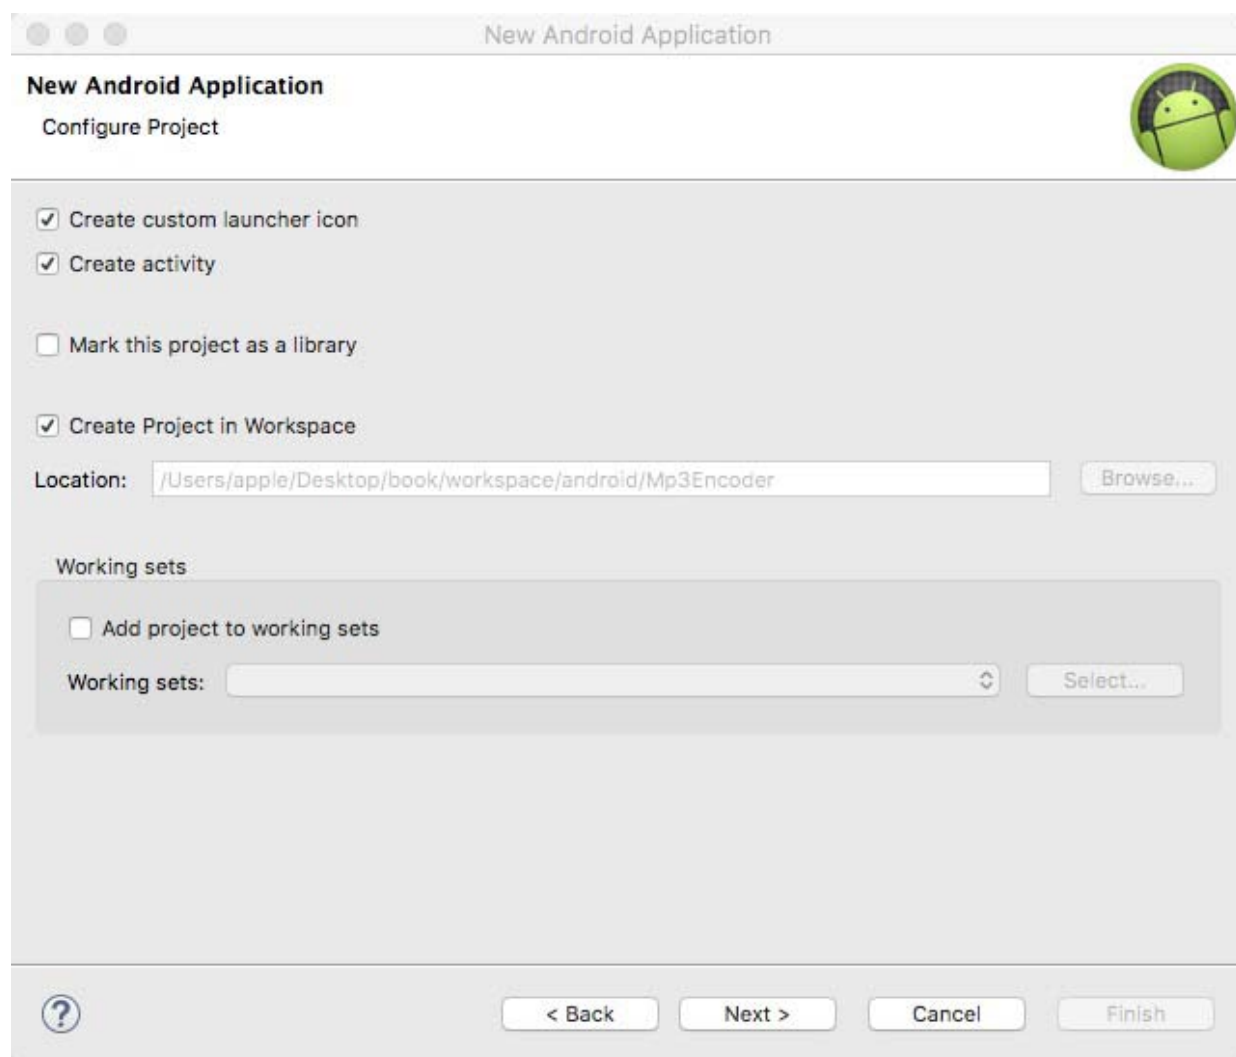 New Android Application
New Android Application
Configure Project
Create custom launcher icon
Create activity
Mark this project as a library
Create Project in Workspace
Location: /Users/apple/Desktop/book/workspace/android/Mp3Encoder Browse...
Working sets
Add project to working sets
Working sets: Select...
? < Back Next > Cancel Finish